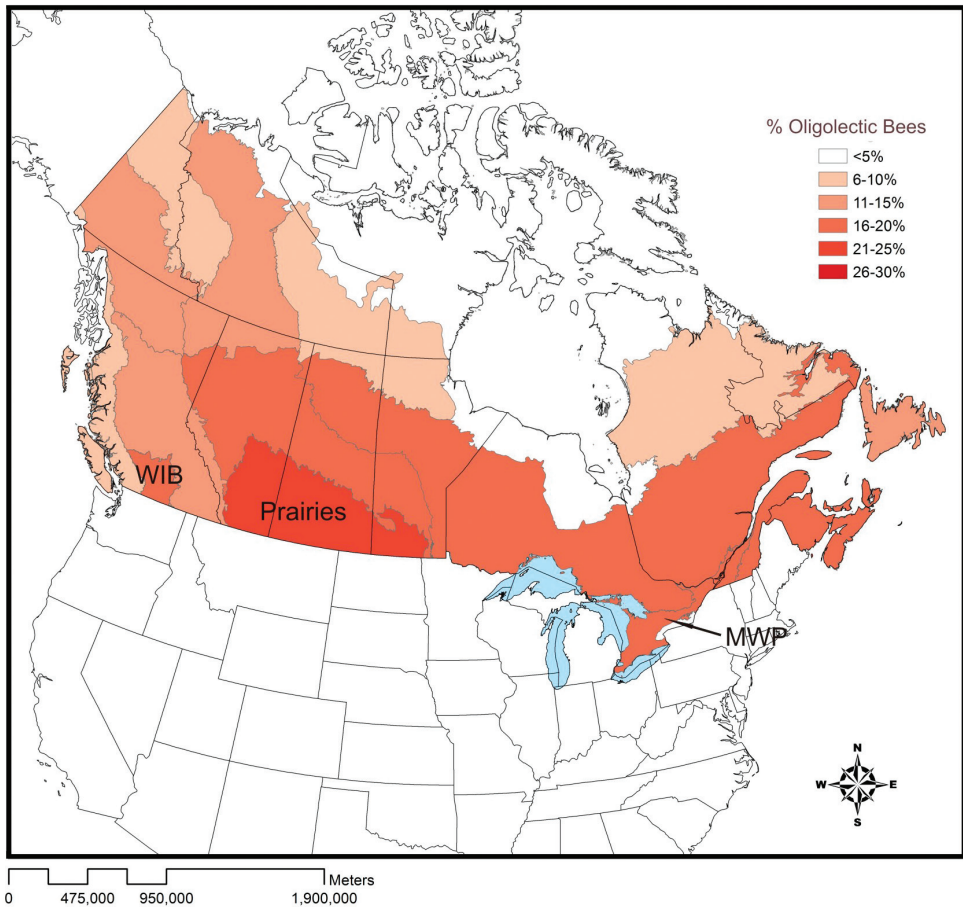 % Oligolectic Bees
<5%
6-10%
11-15%
16-20%
21-25%
26-30%
WIB
Prairies
MWP
N
W E
S
Meters
0 475,000 950,000 1,900,000